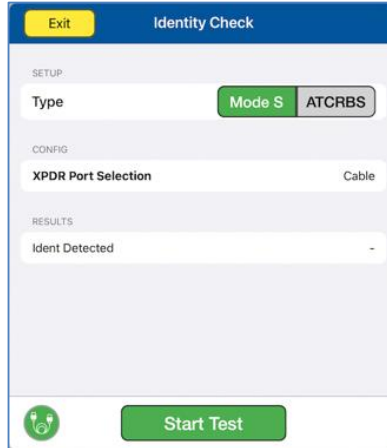 Exit Identity Check
SETUP
Type Mode S ATCRBS
CONFIG
XPDR Port Selection Cable
RESULTS
Ident Detected -
Start Test